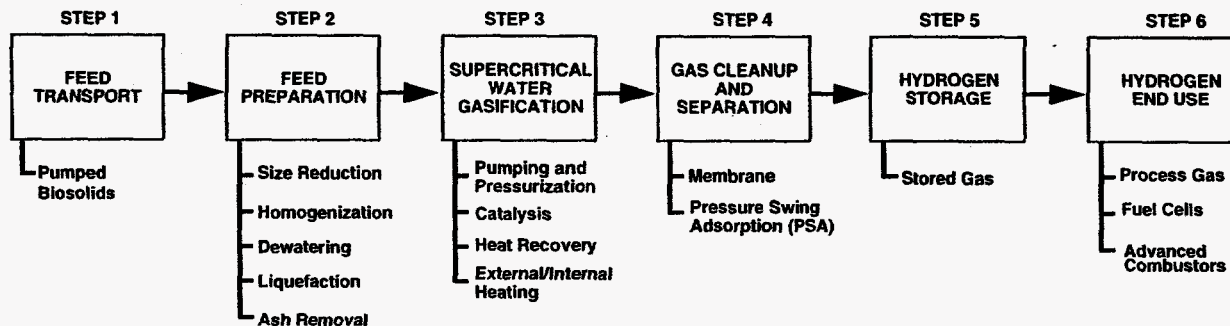 STEP 1
FEED
TRANSPORT
Pumped
Biosolids
STEP 2
FEED
PREPARATION
Size Reduction
Homogenization
Dewatering
Liquefaction
Ash Removal
STEP 3
SUPERCRITICAL
WATER
GASIFICATION
Pumping and
Pressurization
Catalysis
Heat Recovery
External/Internal
Heating
STEP 4
GAS CLEANUP
AND
SEPARATION
Membrane
Pressure Swing
Adsorption (PSA)
STEP 5
HYDROGEN
STORAGE
Stored Gas
STEP 6
HYDROGEN
END USE
Process Gas
Fuel Cells
Advanced
Combustors